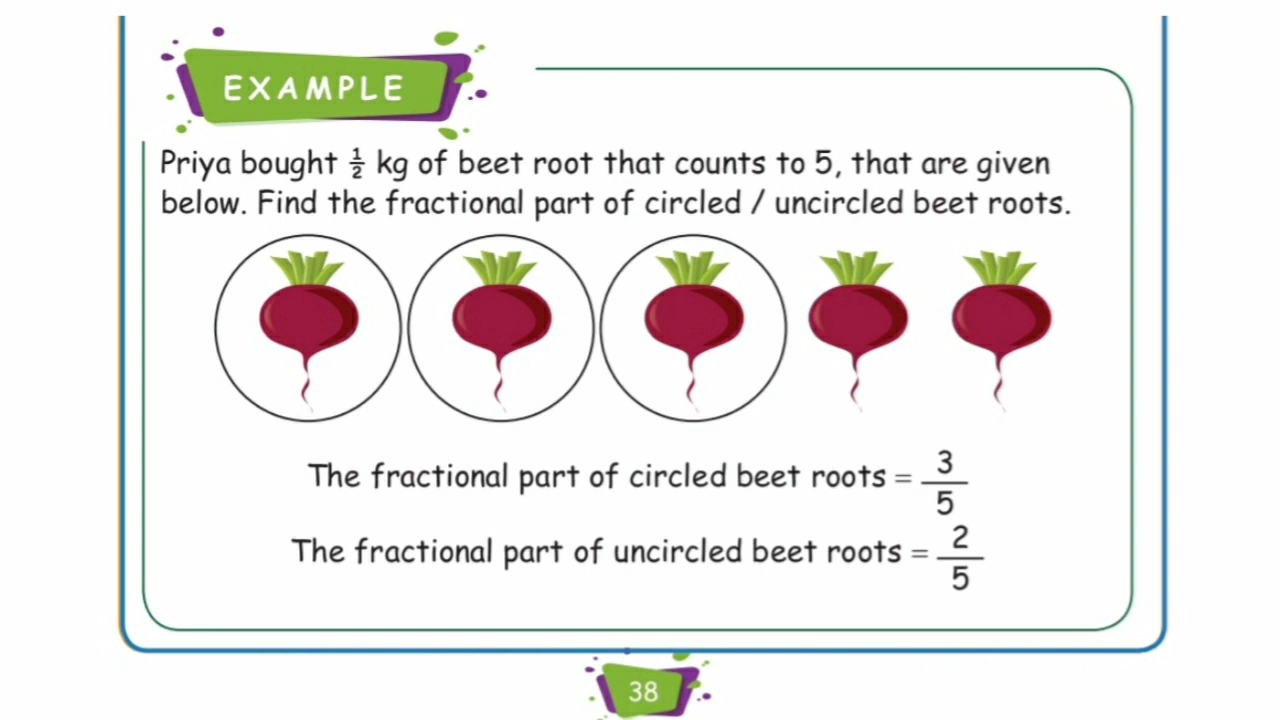 EXAMPLE
Priya bought 1/2 kg of beet root that counts to 5, that are given
below. Find the fractional part of circled / uncircled beet roots.
The fractional part of circled beet roots = 3/5
The fractional part of uncircled beet roots = 2/5
38